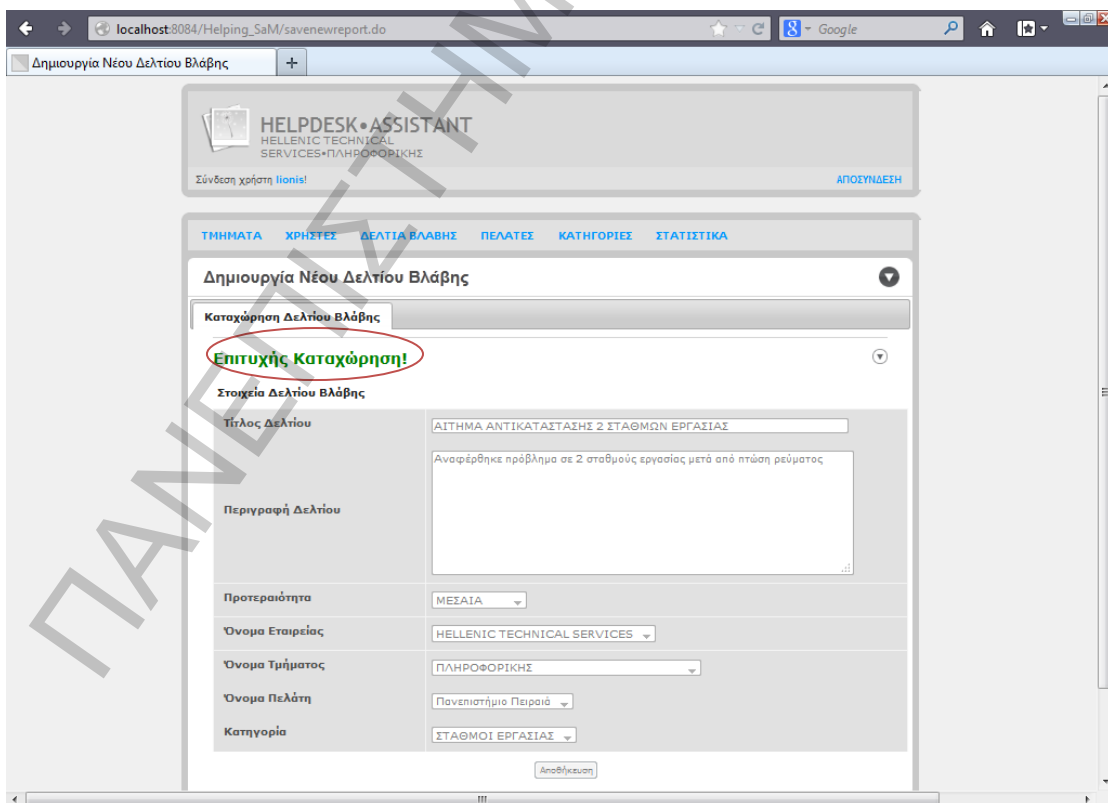 localhost:8084/Helping_SaM/savenewreport.do
Google
Δημιουργία Νέου Δελτίου Βλάβης
HELPDESK•ASSISTANT
HELLENIC TECHNICAL
SERVICES•ΠΛΗΡΟΦΟΡΙΚΗΣ
Σύνδεση χρήστη lionis! ΑΠΟΣΥΝΔΕΣΗ
ΤΜΗΜΑΤΑ ΧΡΗΣΤΕΣ ΔΕΛΤΙΑ ΒΛΑΒΗΣ ΠΕΛΑΤΕΣ ΚΑΤΗΓΟΡΙΕΣ ΣΤΑΤΙΣΤΙΚΑ
Δημιουργία Νέου Δελτίου Βλάβης
Καταχώρηση Δελτίου Βλάβης
Επιτυχής Καταχώρηση!
Στοιχεία Δελτίου Βλάβης
Τίτλος Δελτίου ΑΙΤΗΜΑ ΑΝΤΙΚΑΤΑΣΤΑΣΗΣ 2 ΣΤΑΘΜΩΝ ΕΡΓΑΣΙΑΣ
Περιγραφή Δελτίου Αναφέρθηκε πρόβλημα σε 2 σταθμούς εργασίας μετά από πτώση ρεύματος
Προτεραιότητα ΜΕΣΑΙΑ
Όνομα Εταιρείας HELLENIC TECHNICAL SERVICES
Όνομα Τμήματος ΠΛΗΡΟΦΟΡΙΚΗΣ
Όνομα Πελάτη Πανεπιστήμιο Πειραιά
Κατηγορία ΣΤΑΘΜΟΙ ΕΡΓΑΣΙΑΣ
Αποθήκευση
ΠΑΝΕΠΙΣΤΗΜ